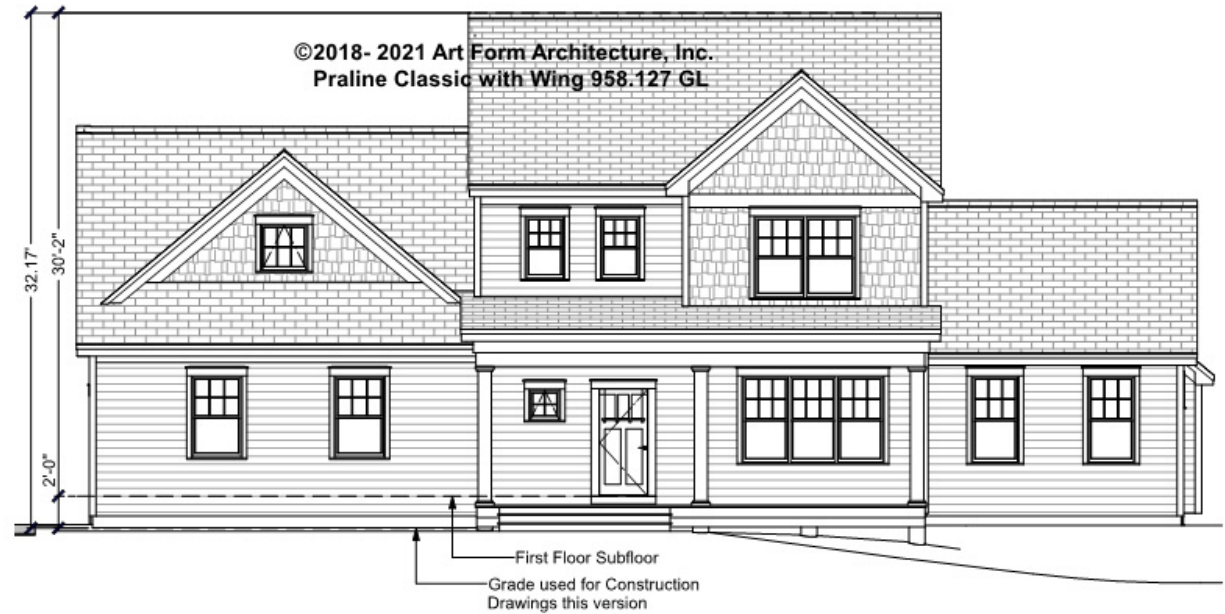 ©2018- 2021 Art Form Architecture, Inc.
Praline Classic with Wing 958.127 GL
32.17'
30'-2"
2'-0"
First Floor Subfloor
Grade used for Construction
Drawings this version